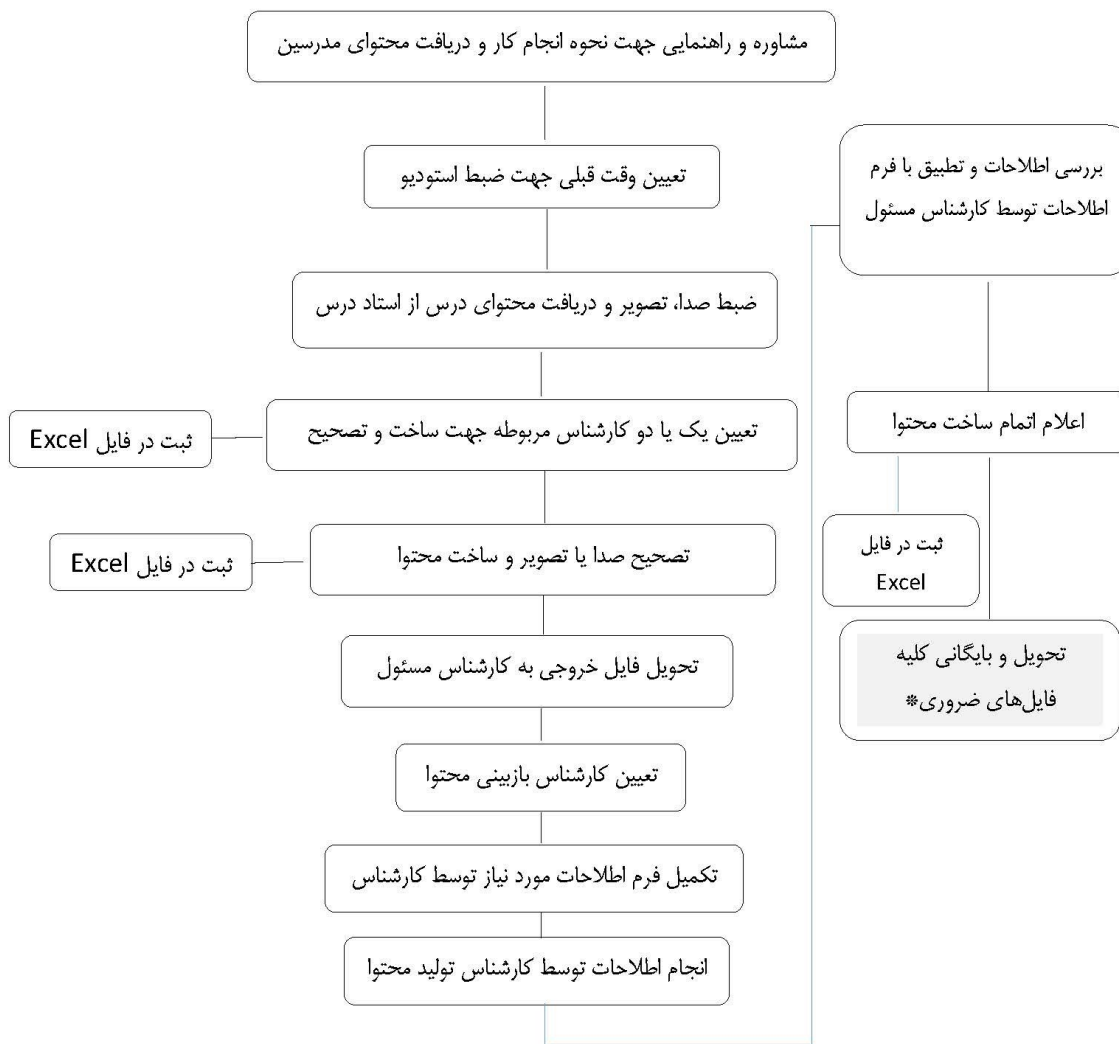 مشاوره و راهنمایی جهت نحوه انجام کار و دریافت محتوای مدرسین
تعیین وقت قبلی جهت ضبط استودیو
ضبط صدا، تصویر و دریافت محتوای درس از استاد درس
تعیین یک یا دو کارشناس مربوطه جهت ساخت و تصحیح
ثبت در فایل Excel
تصحیح صدا یا تصویر و ساخت محتوا
ثبت در فایل Excel
تحویل فایل خروجی به کارشناس مسئول
تعیین کارشناس بازبینی محتوا
تکمیل فرم اطلاحات مورد نیاز توسط کارشناس
انجام اطلاحات توسط کارشناس تولید محتوا
بررسی اطلاحات و تطبیق با فرم
اطلاحات توسط کارشناس مسئول
اعلام اتمام ساخت محتوا
ثبت در فایل
Excel
تحویل و بایگانی کلیه
فایل‌های ضروری*